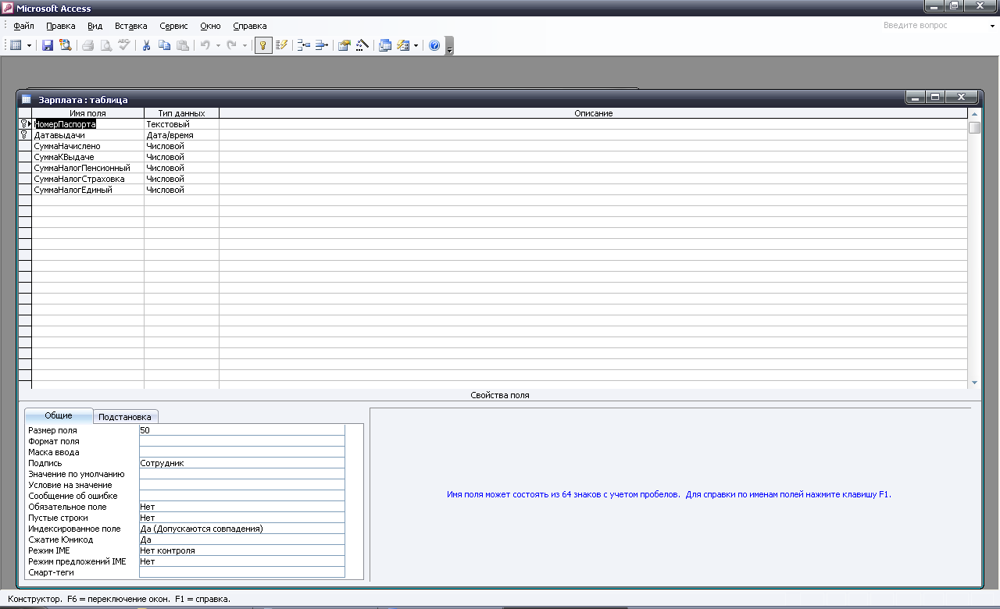 Microsoft Access
Файл Правка Вид Вставка Сервис Окно Справка Введите вопрос
Зарплата : таблица
Имя поля Тип данных Описание
НомерПаспорта Текстовый
Датавыдачи Дата/время
СуммаНачислено Числовой
СуммаКВыдаче Числовой
СуммаНалогПенсионный Числовой
СуммаНалогСтраховка Числовой
СуммаНалогЕдиный Числовой
Свойства поля
Общие Подстановка
Размер поля 50
Формат поля
Маска ввода
Подпись Сотрудник
Значение по умолчанию
Условие на значение
Сообщение об ошибке
Обязательное поле Нет
Пустые строки Нет
Индексированное поле Да (Допускаются совпадения)
Сжатие Юникод Да
Режим IME Нет контроля
Режим предложений IME Нет
Смарт-теги
Имя поля может состоять из 64 знаков с учетом пробелов. Для справки по именам полей нажмите клавишу F1.
Конструктор. F6 = переключение окон. F1 = справка.